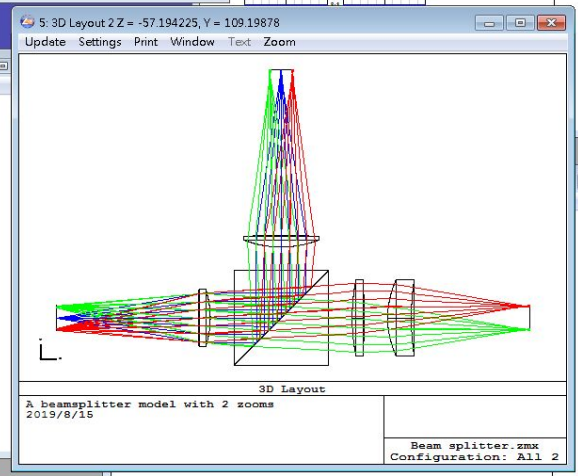 5: 3D Layout 2 Z = -57.194225, Y = 109.19878
Update Settings Print Window Text Zoom
3D Layout
A beamsplitter model with 2 zooms
2019/8/15
Beam splitter.zmx
Configuration: All 2